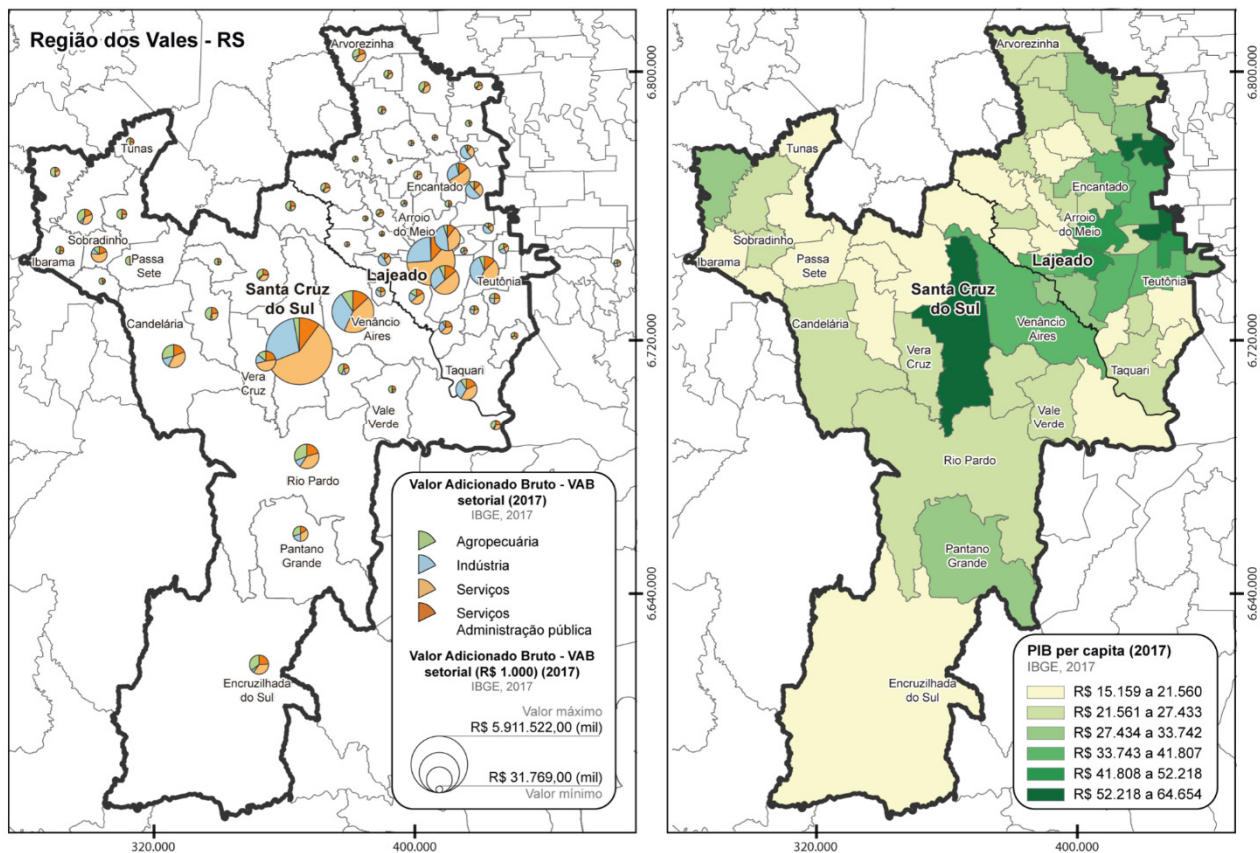 Região dos Vales - RS
Arvorezinha
Tunas
Encantado
Arroio
do Meio
Sobradinho
Ibarama
Passa
Sete
Lajeado
Teutônia
Santa Cruz
do Sul
Candelária
Venâncio
Aires
Vera
Cruz
Taquari
Vale
Verde
Rio Pardo
Pantano
Grande
Encruzilhada
do Sul
Valor Adicionado Bruto - VAB
setorial (2017)
IBGE, 2017
Agropecuária
Indústria
Serviços
Serviços
Administração pública
Valor Adicionado Bruto - VAB
setorial (R$ 1.000) (2017)
IBGE, 2017
Valor máximo
R$ 5.911.522,00 (mil)
R$ 31.769,00 (mil)
Valor mínimo
6.800.000
6.720.000
6.640.000
320.000
400.000
Arvorezinha
Tunas
Encantado
Arroio
do Meio
Sobradinho
Ibarama
Passa
Sete
Lajeado
Teutônia
Santa Cruz
do Sul
Candelária
Venâncio
Aires
Vera
Cruz
Taquari
Vale
Verde
Rio Pardo
Pantano
Grande
Encruzilhada
do Sul
PIB per capita (2017)
IBGE, 2017
R$ 15.159 a 21.560
R$ 21.561 a 27.433
R$ 27.434 a 33.742
R$ 33.743 a 41.807
R$ 41.808 a 52.218
R$ 52.218 a 64.654
6.800.000
6.720.000
6.640.000
320.000
400.000